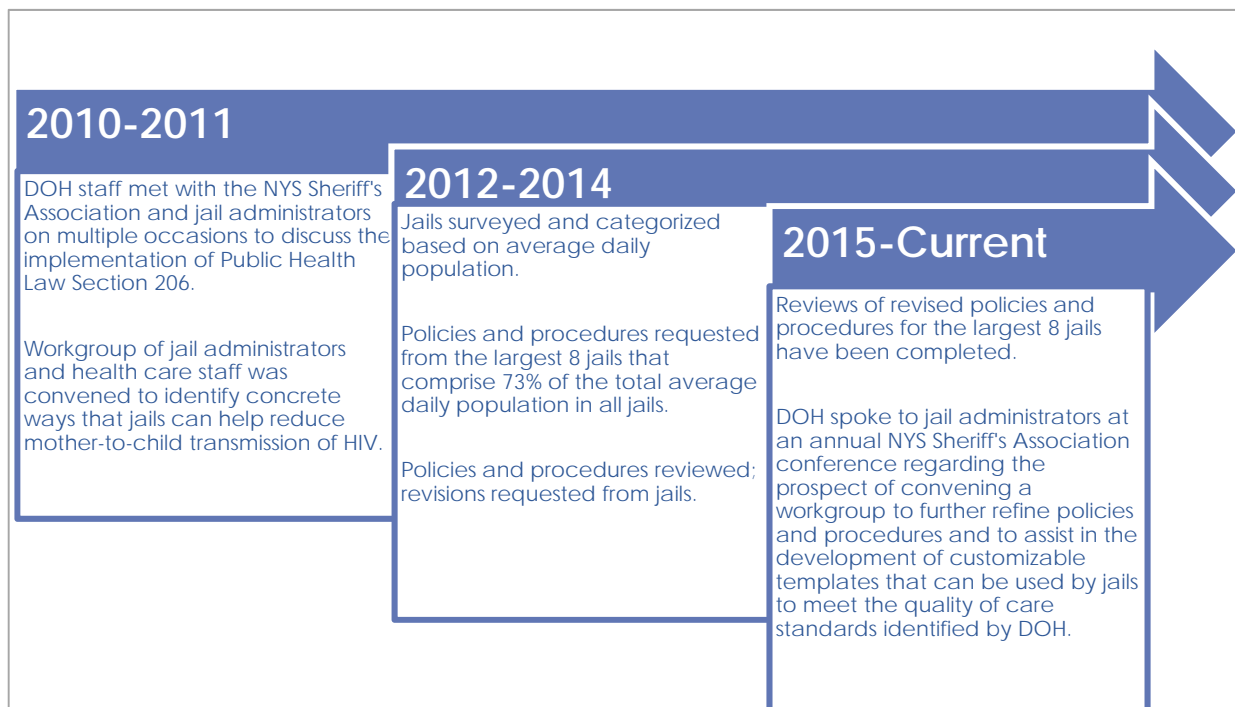 2010-2011
DOH staff met with the NYS Sheriff's
Association and jail administrators
on multiple occasions to discuss the
implementation of Public Health
Law Section 206.
Workgroup of jail administrators
and health care staff was
convened to identify concrete
ways that jails can help reduce
mother-to-child transmission of HIV.
2012-2014
Jails surveyed and categorized
based on average daily
population.
Policies and procedures requested
from the largest 8 jails that
comprise 73% of the total average
daily population in all jails.
Policies and procedures reviewed;
revisions requested from jails.
2015-Current
Reviews of revised policies and
procedures for the largest 8 jails
have been completed.
DOH spoke to jail administrators at
an annual NYS Sheriff's Association
conference regarding the
prospect of convening a
workgroup to further refine policies
and procedures and to assist in the
development of customizable
templates that can be used by jails
to meet the quality of care
standards identified by DOH.